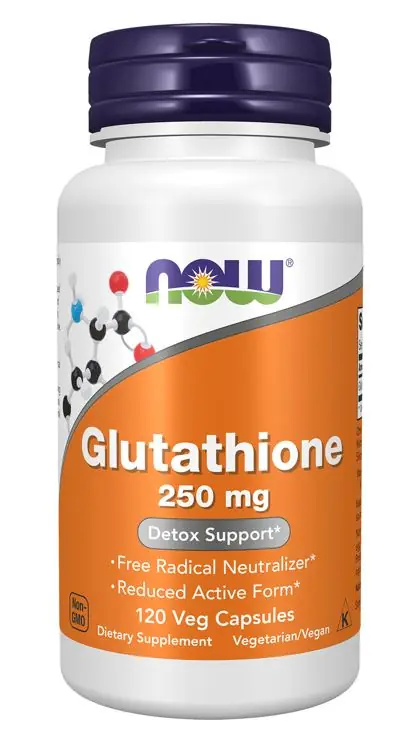 NOW®
Glutathione
250 mg
Detox Support*
•Free Radical Neutralizer*
•Reduced Active Form*
120 Veg Capsules
Non-
GMO
Dietary Supplement Vegetarian/Vegan
K